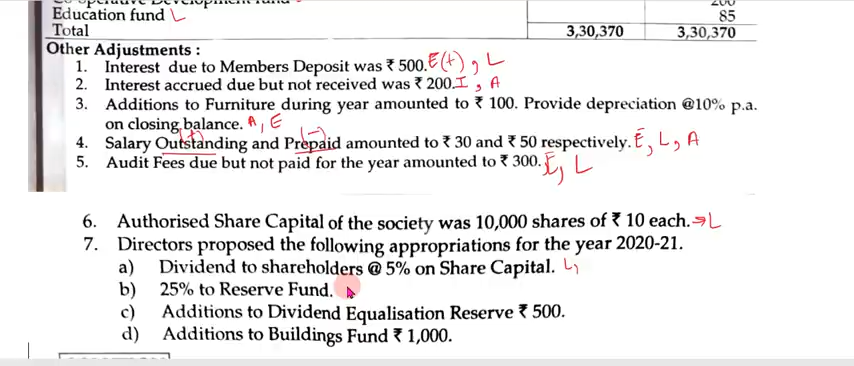 Education fund L 85
Total 3,30,370 3,30,370
Other Adjustments :
1. Interest due to Members Deposit was ₹ 500. E(+) , L
2. Interest accrued due but not received was ₹ 200. I , A
3. Additions to Furniture during year amounted to ₹ 100. Provide depreciation @10% p.a.
on closing balance. A, E
(+) (-)
4. Salary Outstanding and Prepaid amounted to ₹ 30 and ₹ 50 respectively. E, L, A
5. Audit Fees due but not paid for the year amounted to ₹ 300. E, L
6. Authorised Share Capital of the society was 10,000 shares of ₹ 10 each. → L
7. Directors proposed the following appropriations for the year 2020-21.
a) Dividend to shareholders @ 5% on Share Capital. L,
b) 25% to Reserve Fund.
c) Additions to Dividend Equalisation Reserve ₹ 500.
d) Additions to Buildings Fund ₹ 1,000.